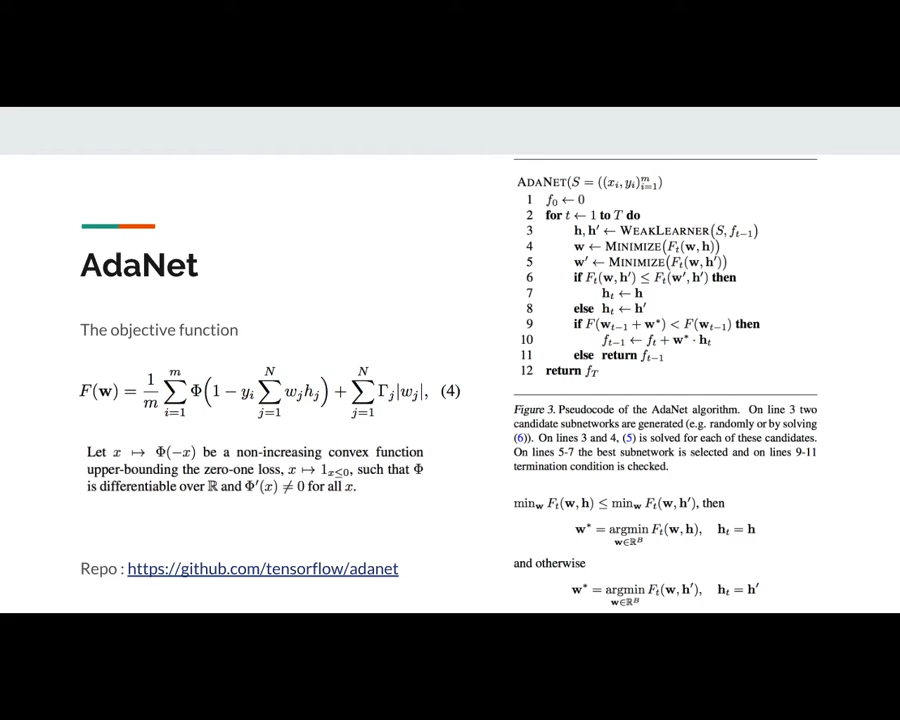 AdaNet
The objective function
F(w) = 1/m ∑_{i=1}^{m} Φ(1 − y_i ∑_{j=1}^{N} w_j h_j) + ∑_{j=1}^{N} Γ_j|w_j|, (4)
Let x ↦ Φ(−x) be a non-increasing convex function
upper-bounding the zero-one loss, x ↦ 1_{x≤0}, such that Φ
is differentiable over ℝ and Φ′(x) ≠ 0 for all x.
Repo : https://github.com/tensorflow/adanet
ADANET(S = ((x_i, y_i)_{i=1}^{m})
1 f_0 ← 0
2 for t ← 1 to T do
3 h, h′ ← WEAKLEARNER(S, f_{t−1})
4 w ← MINIMIZE(F_t(w, h))
5 w′ ← MINIMIZE(F_t(w, h′))
6 if F_t(w, h′) ≤ F_t(w′, h′) then
7 h_t ← h
8 else h_t ← h′
9 if F(w_{t−1} + w*) < F(w_{t−1}) then
10 f_{t−1} ← f_t + w* · h_t
11 else return f_{t−1}
12 return f_T
Figure 3. Pseudocode of the AdaNet algorithm. On line 3 two
candidate subnetworks are generated (e.g. randomly or by solving
(6)). On lines 3 and 4, (5) is solved for each of these candidates.
On lines 5-7 the best subnetwork is selected and on lines 9-11
termination condition is checked.
min_w F_t(w, h) ≤ min_w F_t(w, h′), then
w* = argmin_{w∈ℝ^B} F_t(w, h), h_t = h
and otherwise
w* = argmin_{w∈ℝ^B} F_t(w, h′), h_t = h′